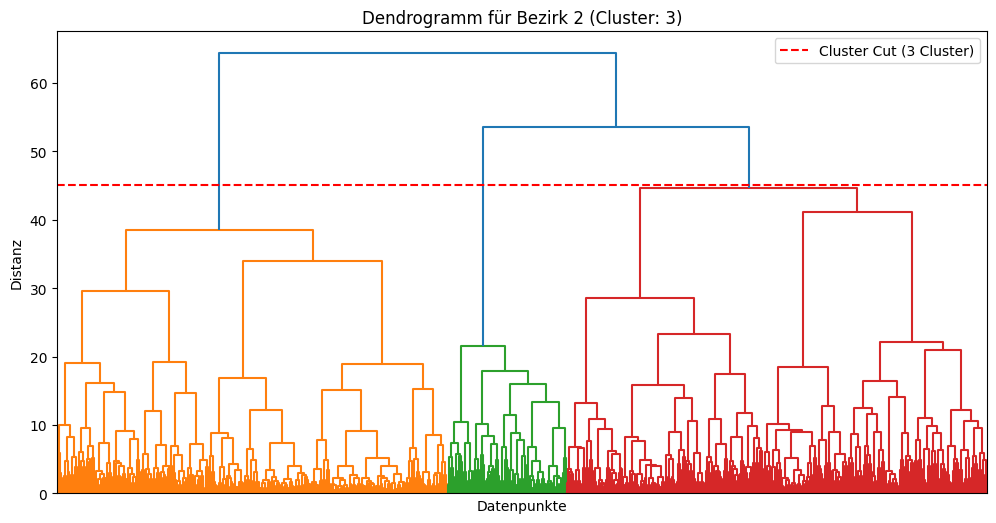 Dendrogramm für Bezirk 2 (Cluster: 3)
Cluster Cut (3 Cluster)
60
50
40
30
20
10
0
Distanz
Datenpunkte